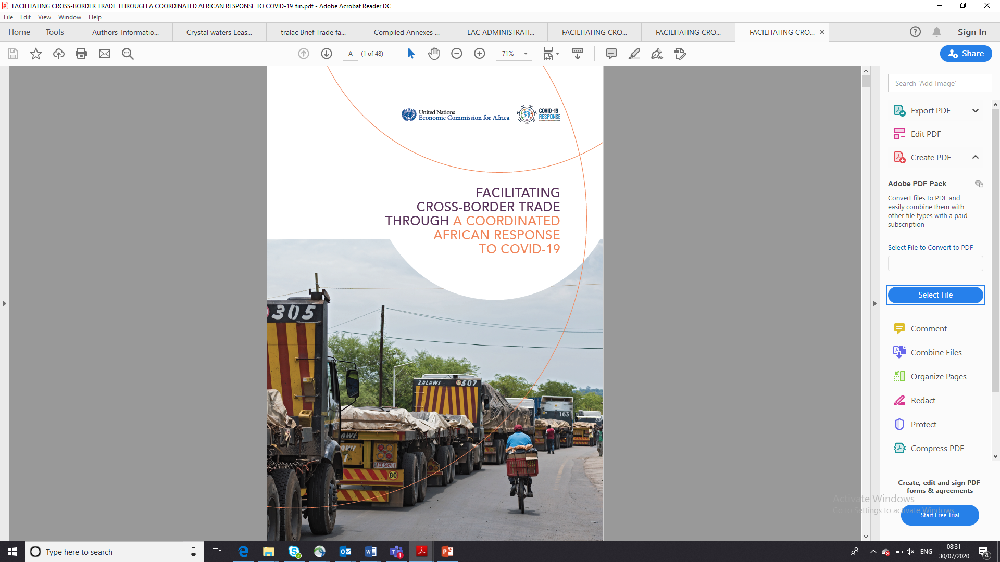 FACILITATING CROSS-BORDER TRADE THROUGH A COORDINATED AFRICAN RESPONSE TO COVID-19_fin.pdf - Adobe Acrobat Reader DC
File Edit View Window Help
Home Tools Authors-Informatio... Crystal waters Leas... tralac Brief Trade fa... Compiled Annexes ... EAC ADMINISTRATI... FACILITATING CRO... FACILITATING CRO... FACILITATING CRO... Sign In
A (1 of 48) 71% Share
Search 'Add Image'
Export PDF
Edit PDF
Create PDF
Adobe PDF Pack
Convert files to PDF and
easily combine them with
other file types with a paid
subscription
Select File to Convert to PDF
Select File
Comment
Combine Files
Organize Pages
Redact
Protect
Compress PDF
Create, edit and sign PDF
forms & agreements
Start Free Trial
Activate Windows
Go to Settings to activate Windows.
United Nations
Economic Commission for Africa
COVID-19
RESPONSE
FACILITATING
CROSS-BORDER TRADE
THROUGH A COORDINATED
AFRICAN RESPONSE
TO COVID-19
305
ZALAWI 507
163
80
Type here to search
ENG
08:31
30/07/2020
1
4